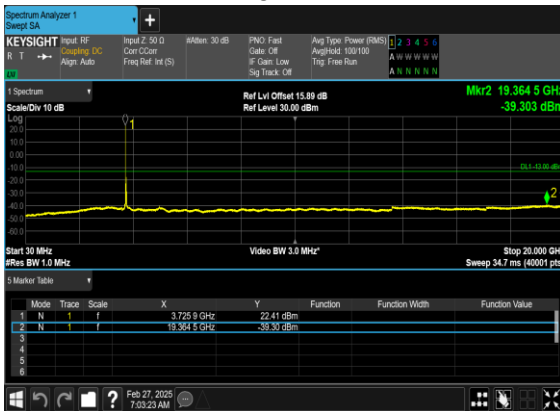 Spectrum Analyzer 1
Swept SA
KEYSIGHT
R T
Input: RF
Coupling: DC
Align: Auto
Input Z: 50 Ω
Corr CCorr
Freq Ref: Int (S)
#Atten: 30 dB
PNO: Fast
Gate: Off
IF Gain: Low
Sig Track: Off
Avg Type: Power (RMS)
Avg|Hold: 100/100
Trig: Free Run
1 2 3 4 5 6
A W W W W W
A N N N N N
1 Spectrum
Scale/Div 10 dB
Ref Lvl Offset 15.89 dB
Ref Level 30.00 dBm
Mkr2 19.364 5 GHz
-39.303 dBm
Log
20.0
10.0
0.00
-10.0
-20.0
-30.0
-40.0
-50.0
-60.0
1
DL1 -13.00 dBm
2
Start 30 MHz
#Res BW 1.0 MHz
Video BW 3.0 MHz*
Stop 20.000 GH
Sweep 34.7 ms (40001 pts
5 Marker Table
Mode Trace Scale X Y Function Function Width Function Value
1 N 1 f 3.725 9 GHz 22.41 dBm
2 N 1 f 19.364 5 GHz -39.30 dBm
3
4
5
6
?
Feb 27, 2025
7:03:23 AM